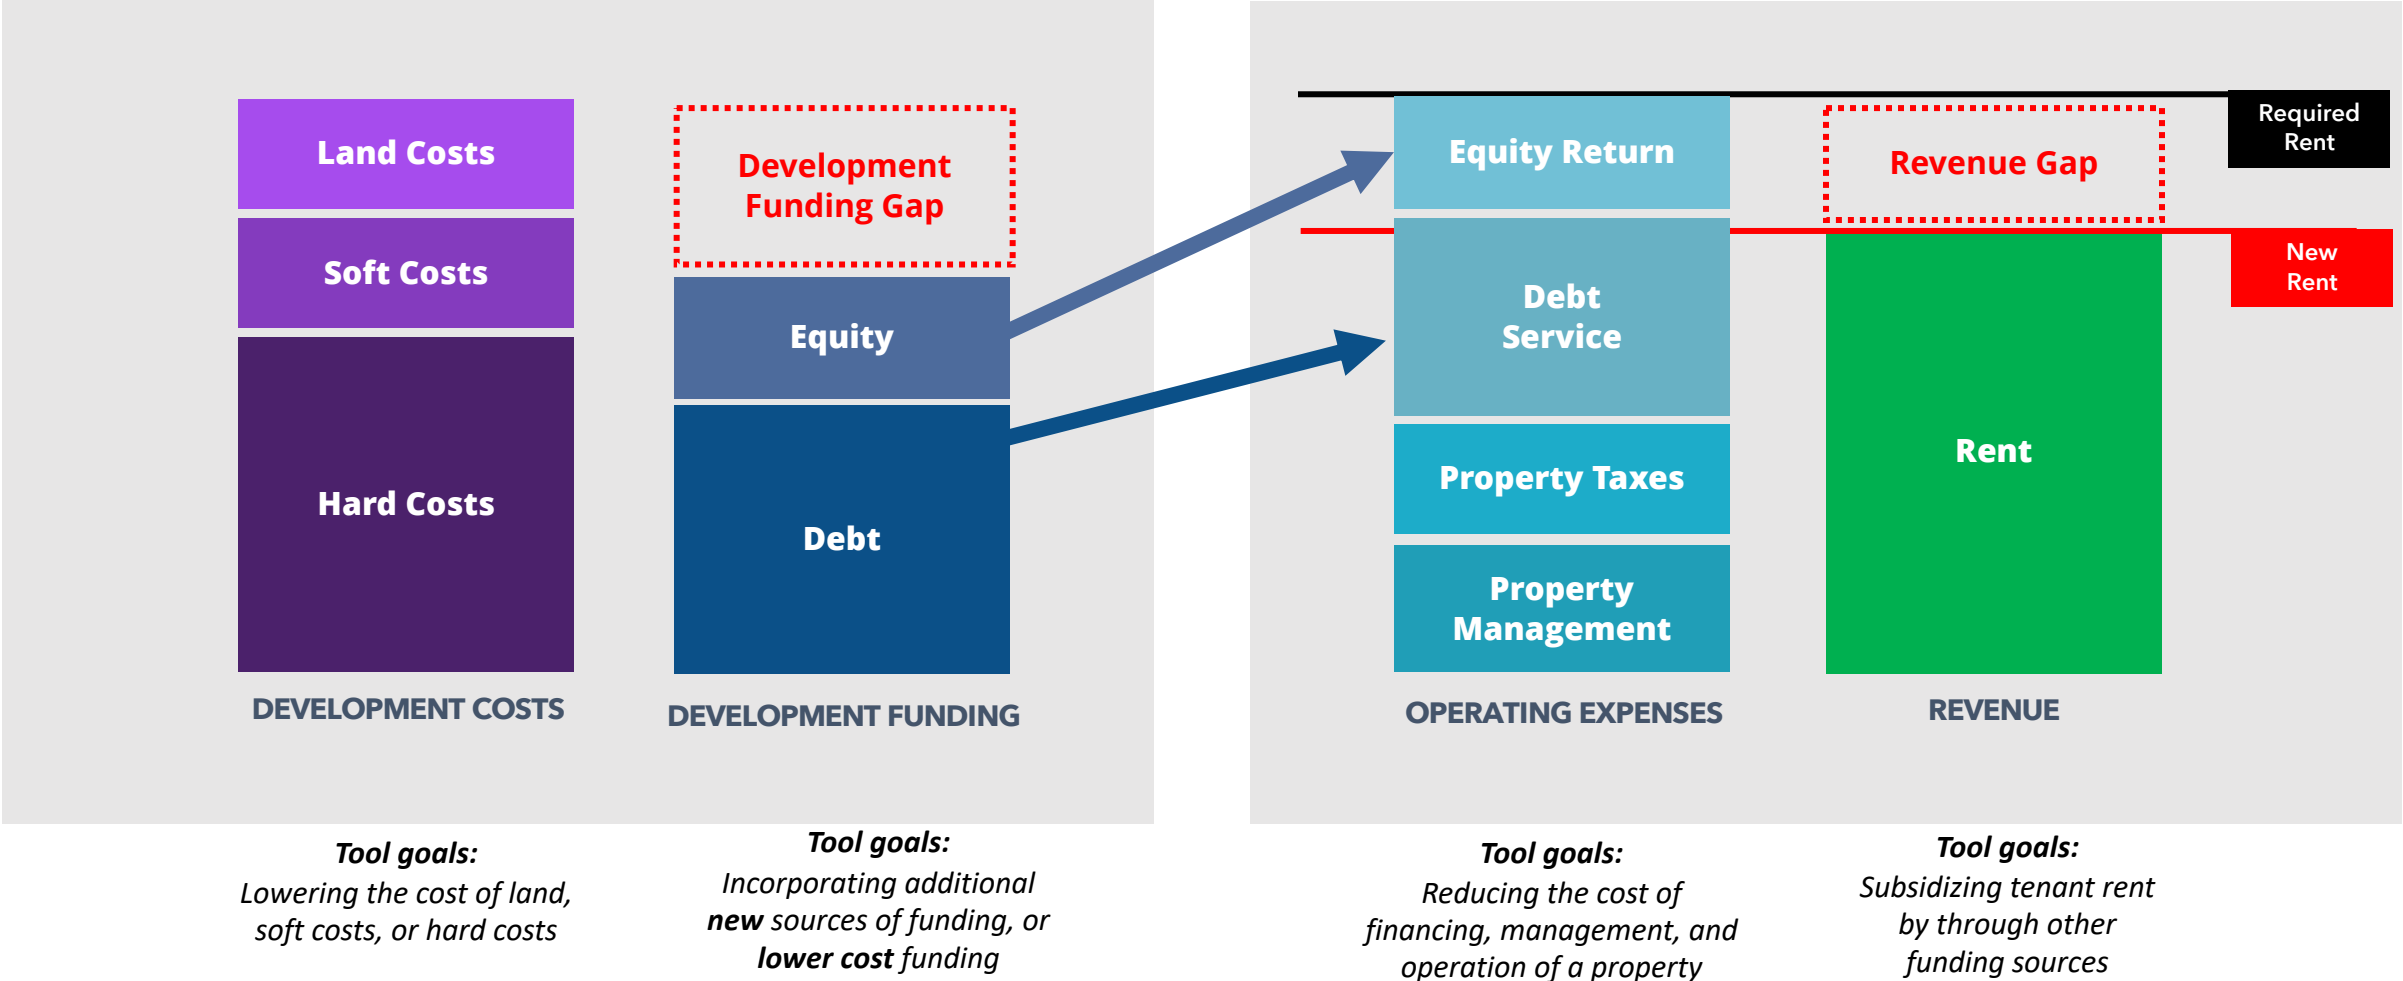 Land Costs
Soft Costs
Hard Costs
DEVELOPMENT COSTS
Development
Funding Gap
Equity
Debt
DEVELOPMENT FUNDING
Equity Return
Debt
Service
Property Taxes
Property
Management
OPERATING EXPENSES
Revenue Gap
Rent
REVENUE
Required
Rent
New
Rent
Tool goals:
Lowering the cost of land,
soft costs, or hard costs
Tool goals:
Incorporating additional
new sources of funding, or
lower cost funding
Tool goals:
Reducing the cost of
financing, management, and
operation of a property
Tool goals:
Subsidizing tenant rent
by through other
funding sources